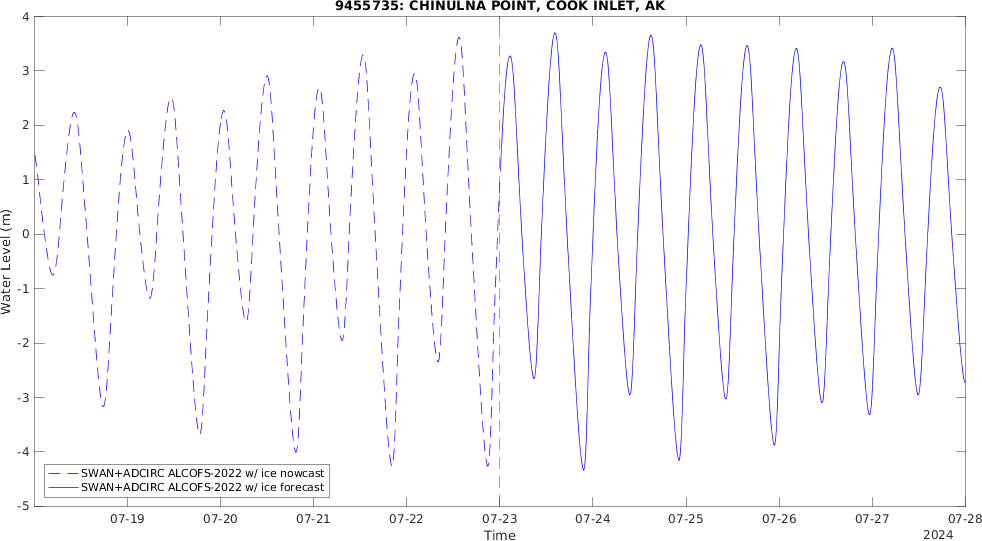 9455735: CHINULNA POINT, COOK INLET, AK
Water Level (m)
4
3
2
1
0
-1
-2
-3
-4
-5
SWAN+ADCIRC ALCOFS-2022 w/ ice nowcast
SWAN+ADCIRC ALCOFS-2022 w/ ice forecast
07-19 07-20 07-21 07-22 07-23 07-24 07-25 07-26 07-27 07-28
Time
2024